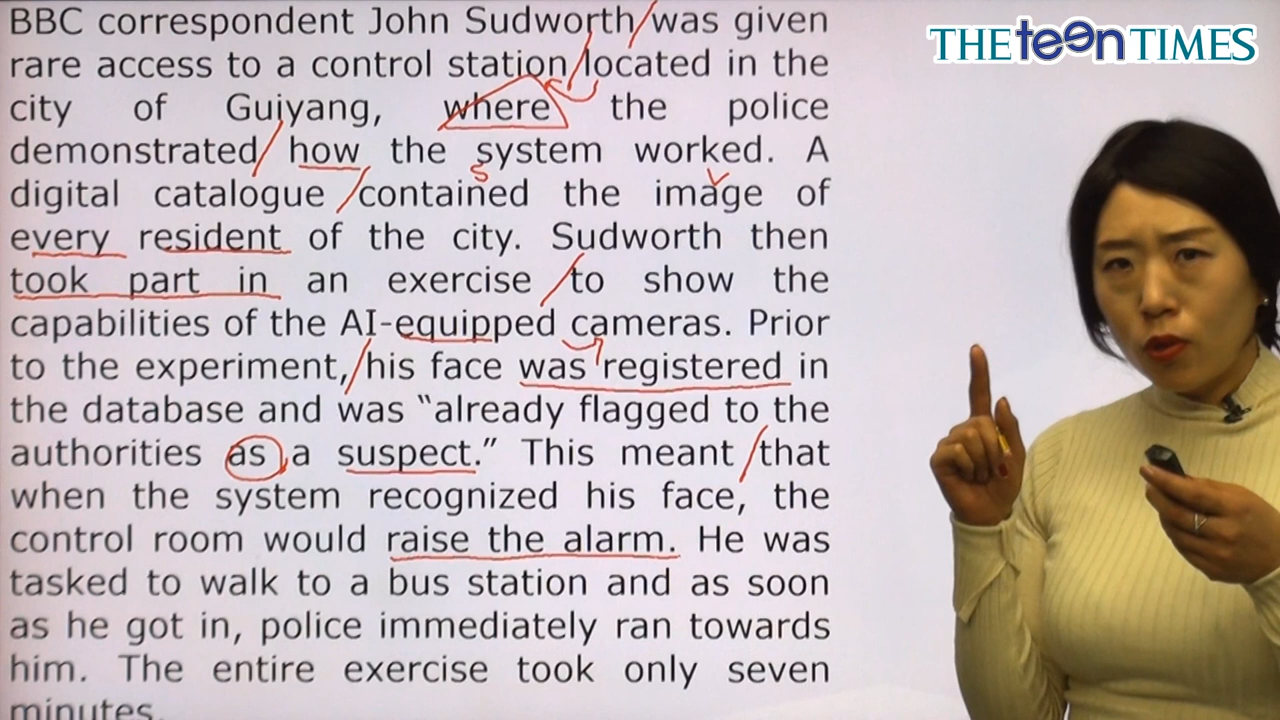 BBC correspondent John Sudworth was given
rare access to a control station located in the
city of Guiyang, where the police
demonstrated how the system worked. A
digital catalogue contained the image of
every resident of the city. Sudworth then
took part in an exercise to show the
capabilities of the AI-equipped cameras. Prior
to the experiment, his face was registered in
the database and was “already flagged to the
authorities as a suspect.” This meant that
when the system recognized his face, the
control room would raise the alarm. He was
tasked to walk to a bus station and as soon
as he got in, police immediately ran towards
him. The entire exercise took only seven
minutes.
THE teen TIMES